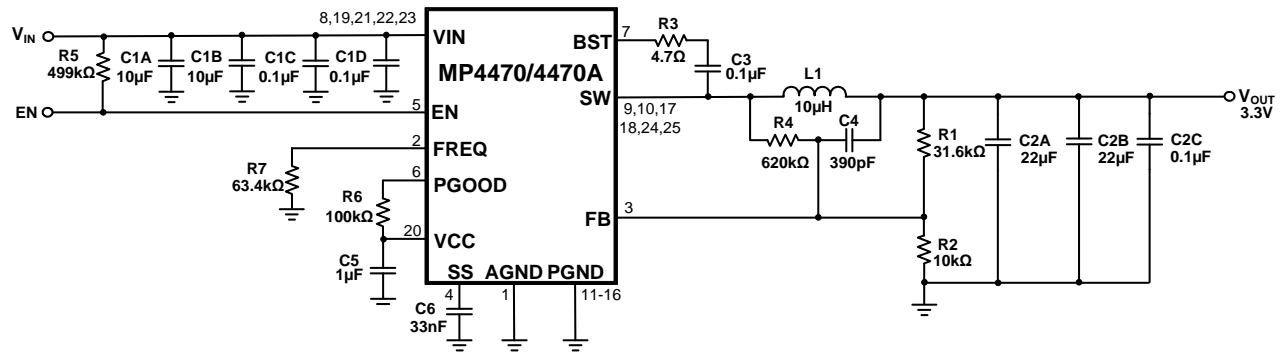 8,19,21,22,23
VIN
R5
499kΩ
C1A
10µF
C1B
10µF
C1C
0.1µF
C1D
0.1µF
VIN
EN
5
EN
MP4470/4470A
BST
7
R3
4.7Ω
C3
0.1µF
SW
9,10,17
18,24,25
L1
10µH
R4
620kΩ
C4
390pF
R1
31.6kΩ
C2A
22µF
C2B
22µF
C2C
0.1µF
VOUT
3.3V
2
FREQ
R7
63.4kΩ
6
PGOOD
R6
100kΩ
20
VCC
C5
1µF
FB
3
R2
10kΩ
SS
AGND
PGND
4
1
11-16
C6
33nF